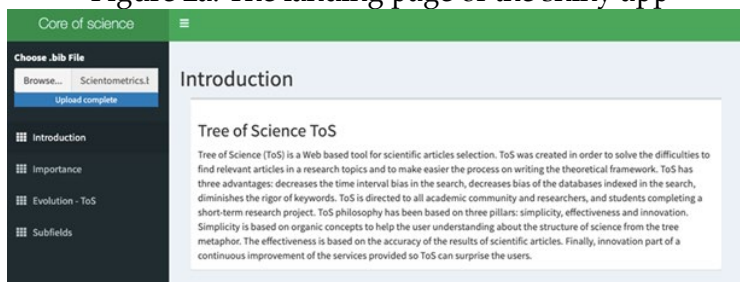 Figure 2a. The landing page of the Shiny app
Core of science
Choose .bib File
Browse... Scientometrics.t
Upload complete
Introduction
Importance
Evolution - ToS
Subfields
Introduction
Tree of Science ToS
Tree of Science (ToS) is a Web based tool for scientific articles selection. ToS was created in order to solve the difficulties to
find relevant articles in a research topics and to make easier the process on writing the theoretical framework. ToS has
three advantages: decreases the time interval bias in the search, decreases bias of the databases indexed in the search,
diminishes the rigor of keywords. ToS is directed to all academic community and researchers, and students completing a
short-term research project. ToS philosophy has been based on three pillars: simplicity, effectiveness and innovation.
Simplicity is based on organic concepts to help the user understanding about the structure of science from the tree
metaphor. The effectiveness is based on the accuracy of the results of scientific articles. Finally, innovation part of a
continuous improvement of the services provided so ToS can surprise the users.